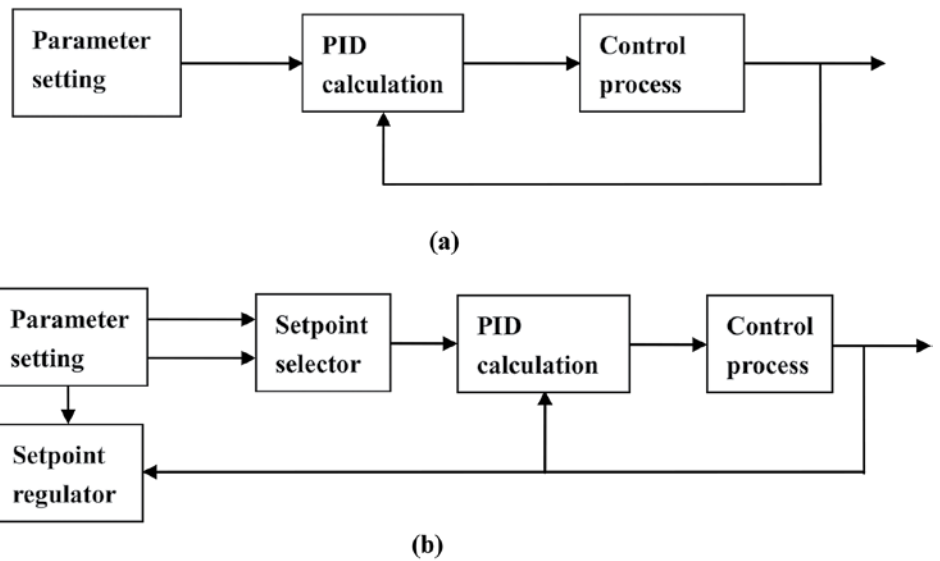 Parameter
setting
PID
calculation
Control
process
(a)
Parameter
setting
Setpoint
selector
PID
calculation
Control
process
Setpoint
regulator
(b)